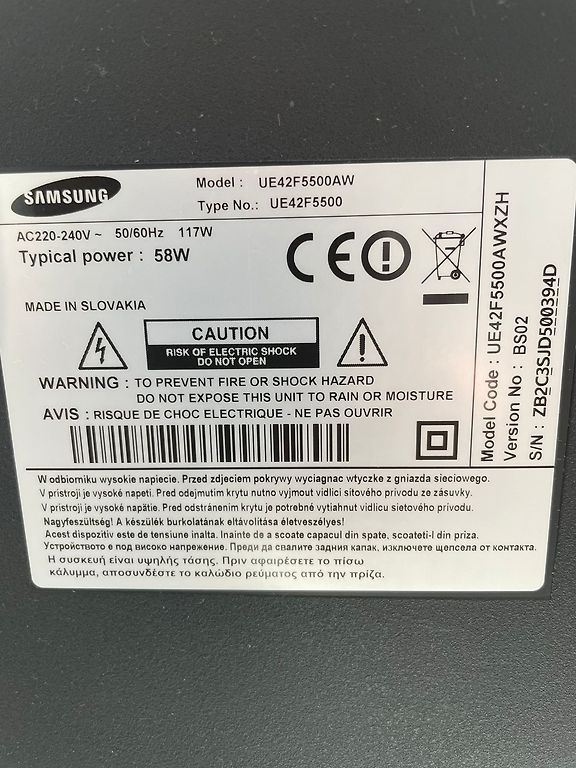 SAMSUNG
Model : UE42F5500AW
Type No.: UE42F5500
AC220-240V ~ 50/60Hz 117W
Typical power : 58W
MADE IN SLOVAKIA
CAUTION
RISK OF ELECTRIC SHOCK
DO NOT OPEN
WARNING : TO PREVENT FIRE OR SHOCK HAZARD
DO NOT EXPOSE THIS UNIT TO RAIN OR MOISTURE
AVIS : RISQUE DE CHOC ELECTRIQUE - NE PAS OUVRIR
Model Code : UE42F5500AWXZH
Version No : BS02
S/N : ZB2C3SJD500394D
W odbiorniku wysokie napiecie. Przed zdjeciem pokrywy wyciagnac wtyczke z gniazda sieciowego.
V pristroji je vysoké napeti. Pred odejmutim krytu nutno vyjmout vidlici sítového prívodu ze zásuvky.
V prístroji je vysoké napätie. Pred odstránením krytu je potrebné vytiahnut vidlicu sietového prívodu.
Nagyfeszültség! A készülék burkolatának eltávolítása életveszélyes!
Acest dispozitiv este de tensiune inalta. Inainte de a scoate capacul din spate, scoateti-l din priza.
Устройството е под високо напрежение. Преди да свалите задния капак, изключете щепсела от контакта.
Η συσκευή είναι υψηλής τάσης. Πριν αφαιρέσετε το πίσω
κάλυμμα, αποσυνδέστε το καλώδιο ρεύματος από την πρίζα.